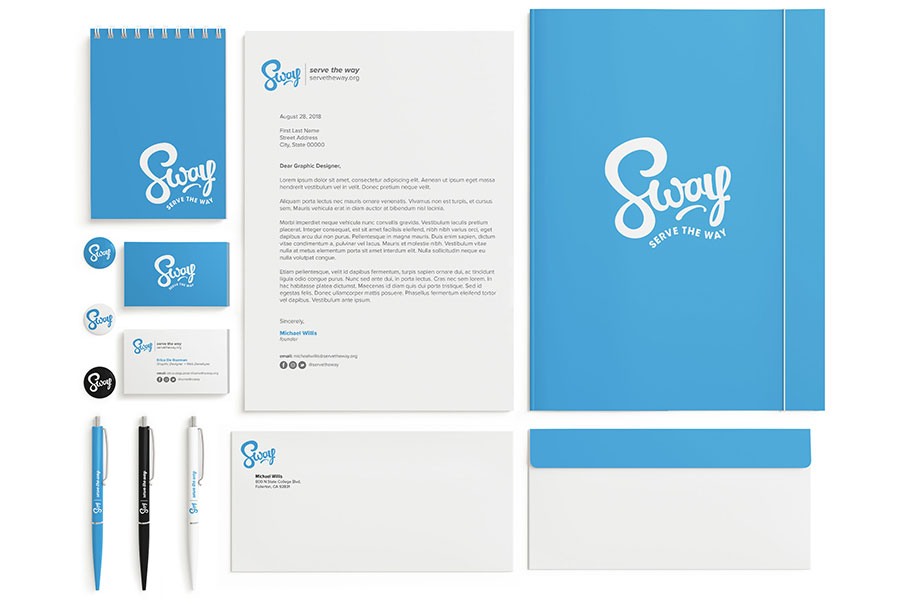 Sway
SERVE THE WAY
Sway
serve the way
servetheway.org
August 28, 2018
First Last Name
Street Address
City, State 00000
Dear Graphic Designer,
Lorem ipsum dolor sit amet, consectetur adipiscing elit. Aenean ut ipsum eget massa
hendrerit vestibulum vel in velit. Donec pretium neque velit.
Aliquam porta lectus nec mauris ornare venenatis. Vivamus non est turpis, et cursus
sem. Mauris vehicula erat in diam auctor at bibendum nisl lacinia.
Morbi imperdiet neque vehicula nunc convallis gravida. Vestibulum iaculis pretium
placerat. Integer consequat, est sit amet facilisis eleifend, nibh nibh varius orci, eget
dapibus arcu dui non purus. Pellentesque in magna mauris. Duis enim sapien, dictum
vitae condimentum a, pulvinar vel lacus. Mauris et molestie nibh. Vestibulum vitae
nulla at metus elementum porta sit amet interdum elit. Nulla sollicitudin neque eu
nulla volutpat congue.
Etiam pellentesque, velit id dapibus fermentum, turpis sapien ornare dui, ac tincidunt
ligula odio congue purus. Nunc sed ante dui, in porta lectus. Cras nec sem lorem. In
hac habitasse platea dictumst. Maecenas id diam quis dui porta tristique. Sed id
egestas felis. Donec ullamcorper mattis posuere. Phasellus fermentum eleifend tortor
vel dapibus. Vestibulum ante ipsum.
Sincerely,
Michael Willis
founder
email: michaelwillis@servetheway.org
@servetheway
Sway
SERVE THE WAY
Sway
Sway
SERVE THE WAY
Sway
Sway
serve the way
servetheway.org
Graphic Designer
@servetheway
Sway
Sway serve the way
Sway serve the way
Sway serve the way
Sway
Michael Willis
800 N State College Blvd.
Fullerton, CA 92831